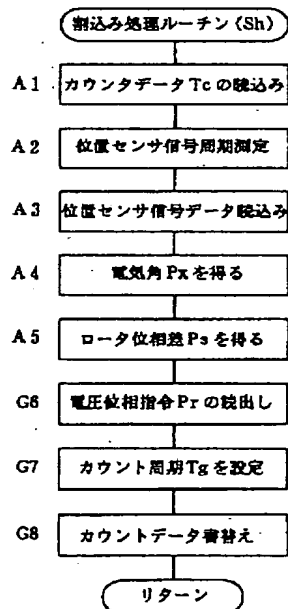 割込み処理ルーチン (Sh)
A1 カウンタデータTcの読込み
A2 位置センサ信号周期測定
A3 位置センサ信号データ読込み
A4 電気角Pxを得る
A5 ロータ位相差Psを得る
G6 電圧位相指令Prの読出し
G7 カウント周期Tgを設定
G8 カウントデータ書替え
リターン